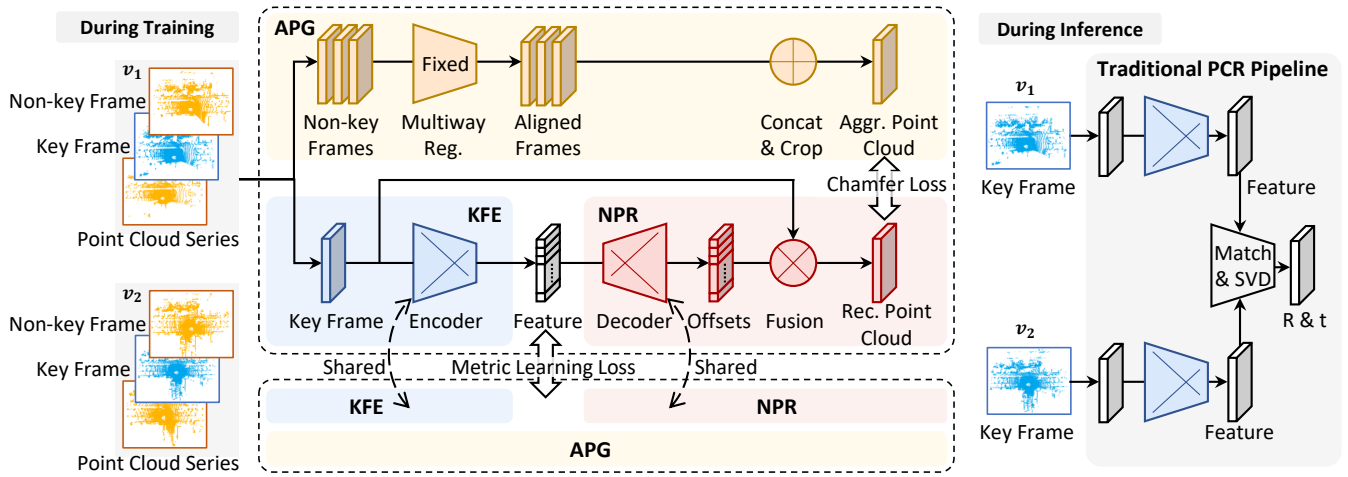 During Training
v₁
Non-key Frame
Key Frame
Point Cloud Series
v₂
Non-key Frame
Key Frame
Point Cloud Series
APG
Fixed
Non-key
Frames
Multiway
Reg.
Aligned
Frames
Concat
& Crop
Aggr. Point
Cloud
Chamfer Loss
KFE
NPR
Key Frame
Encoder
Feature
Decoder
Offsets
Fusion
Rec. Point
Cloud
Shared
Metric Learning Loss
Shared
KFE
NPR
APG
During Inference
Traditional PCR Pipeline
v₁
Key Frame
Feature
Match
& SVD
R & t
v₂
Key Frame
Feature